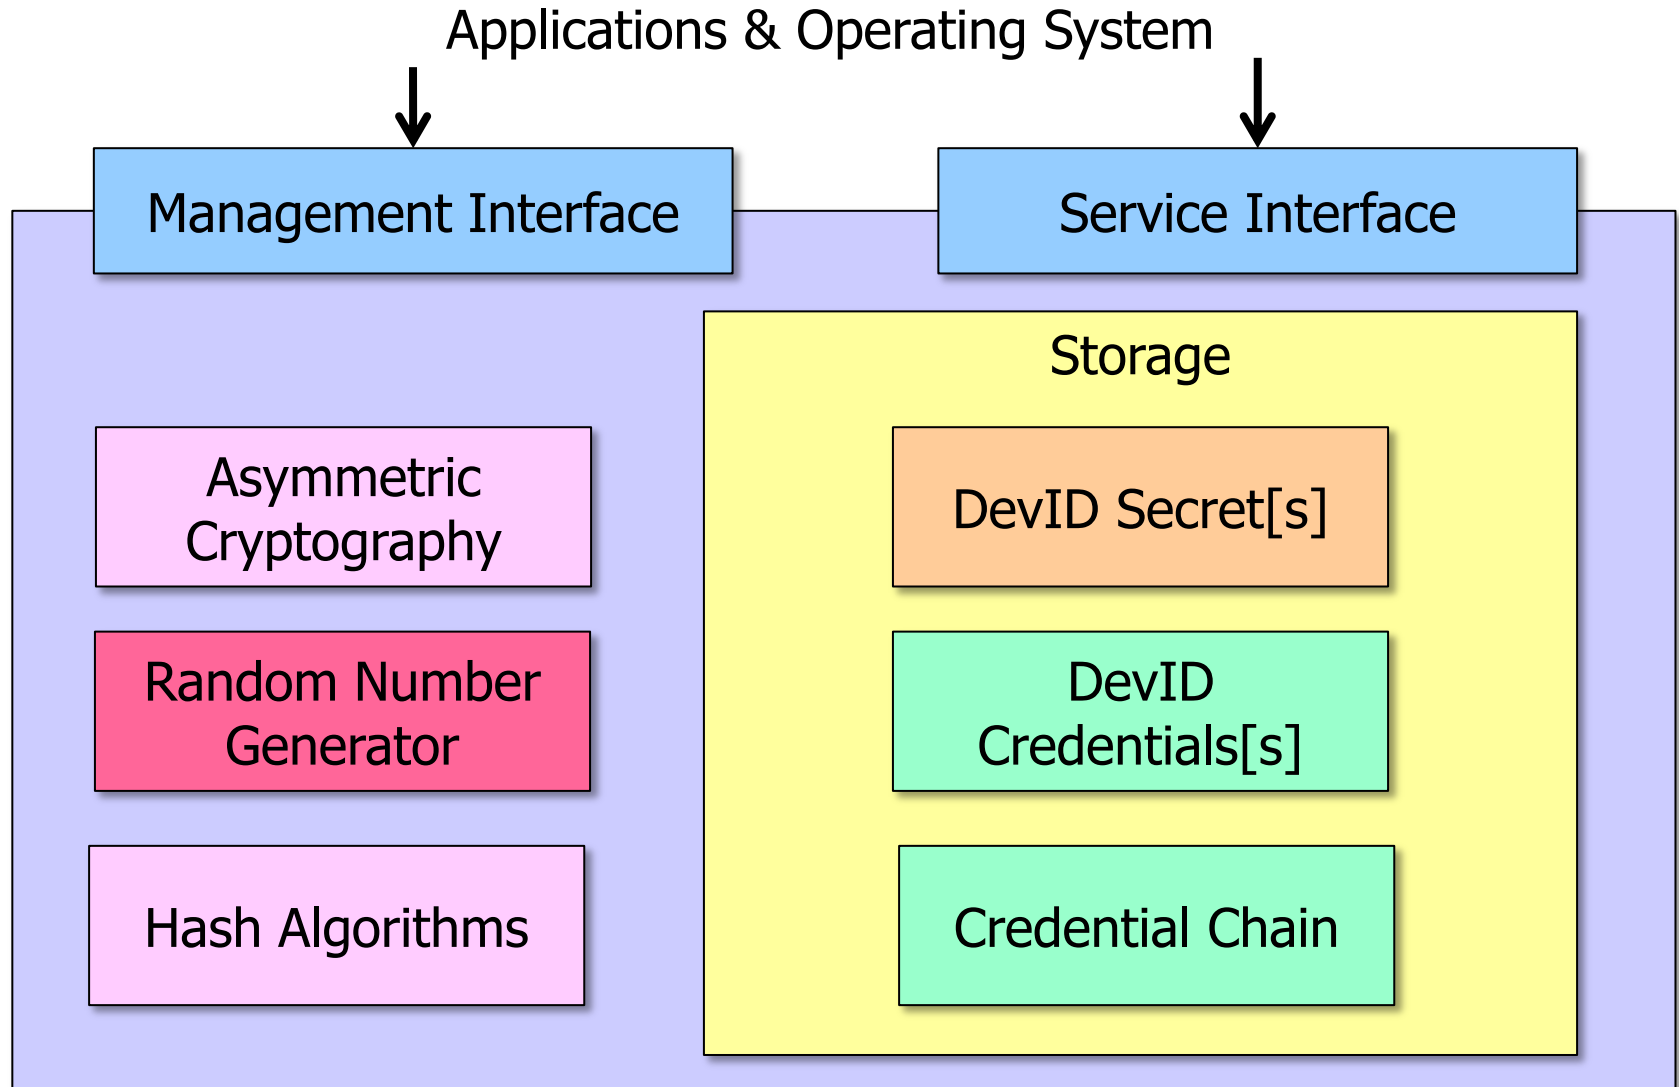 Applications & Operating System
Management Interface
Service Interface
Storage
Asymmetric
Cryptography
DevID Secret[s]
Random Number
Generator
DevID
Credentials[s]
Hash Algorithms
Credential Chain